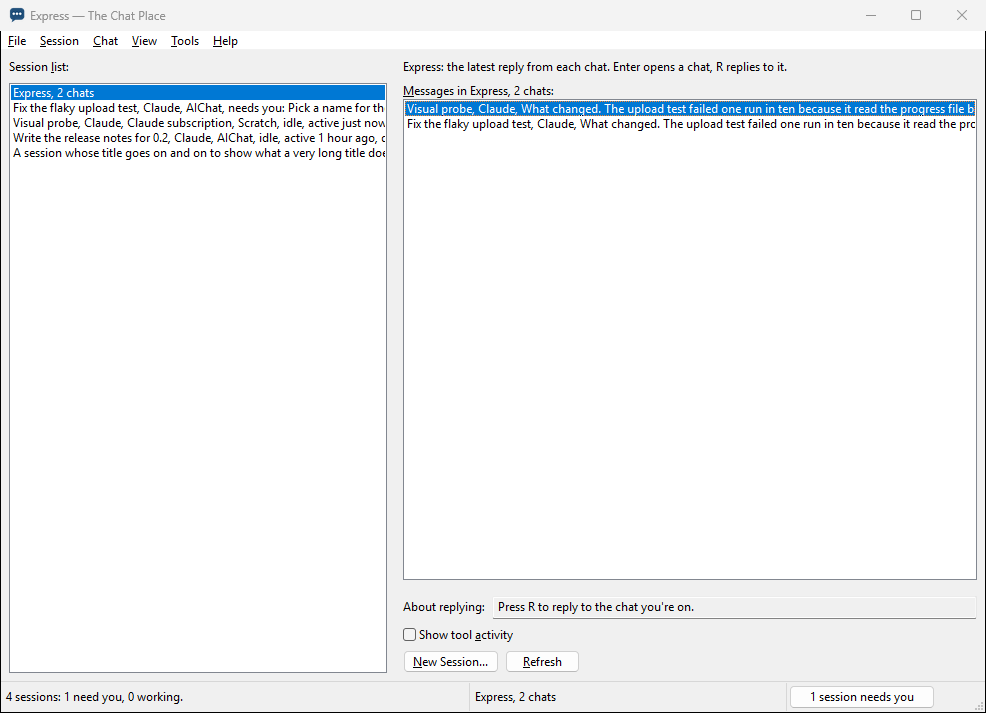 Express — The Chat Place
File Session Chat View Tools Help
Session list:
Express, 2 chats
Fix the flaky upload test, Claude, AIChat, needs you: Pick a name for th
Visual probe, Claude, Claude subscription, Scratch, idle, active just now
Write the release notes for 0.2, Claude, AIChat, idle, active 1 hour ago,
A session whose title goes on and on to show what a very long title doe
Express: the latest reply from each chat. Enter opens a chat, R replies to it.
Messages in Express, 2 chats:
Visual probe, Claude, What changed. The upload test failed one run in ten because it read the progress file b
Fix the flaky upload test, Claude, What changed. The upload test failed one run in ten because it read the pro
About replying: Press R to reply to the chat you're on.
Show tool activity
New Session... Refresh
4 sessions: 1 need you, 0 working. Express, 2 chats 1 session needs you